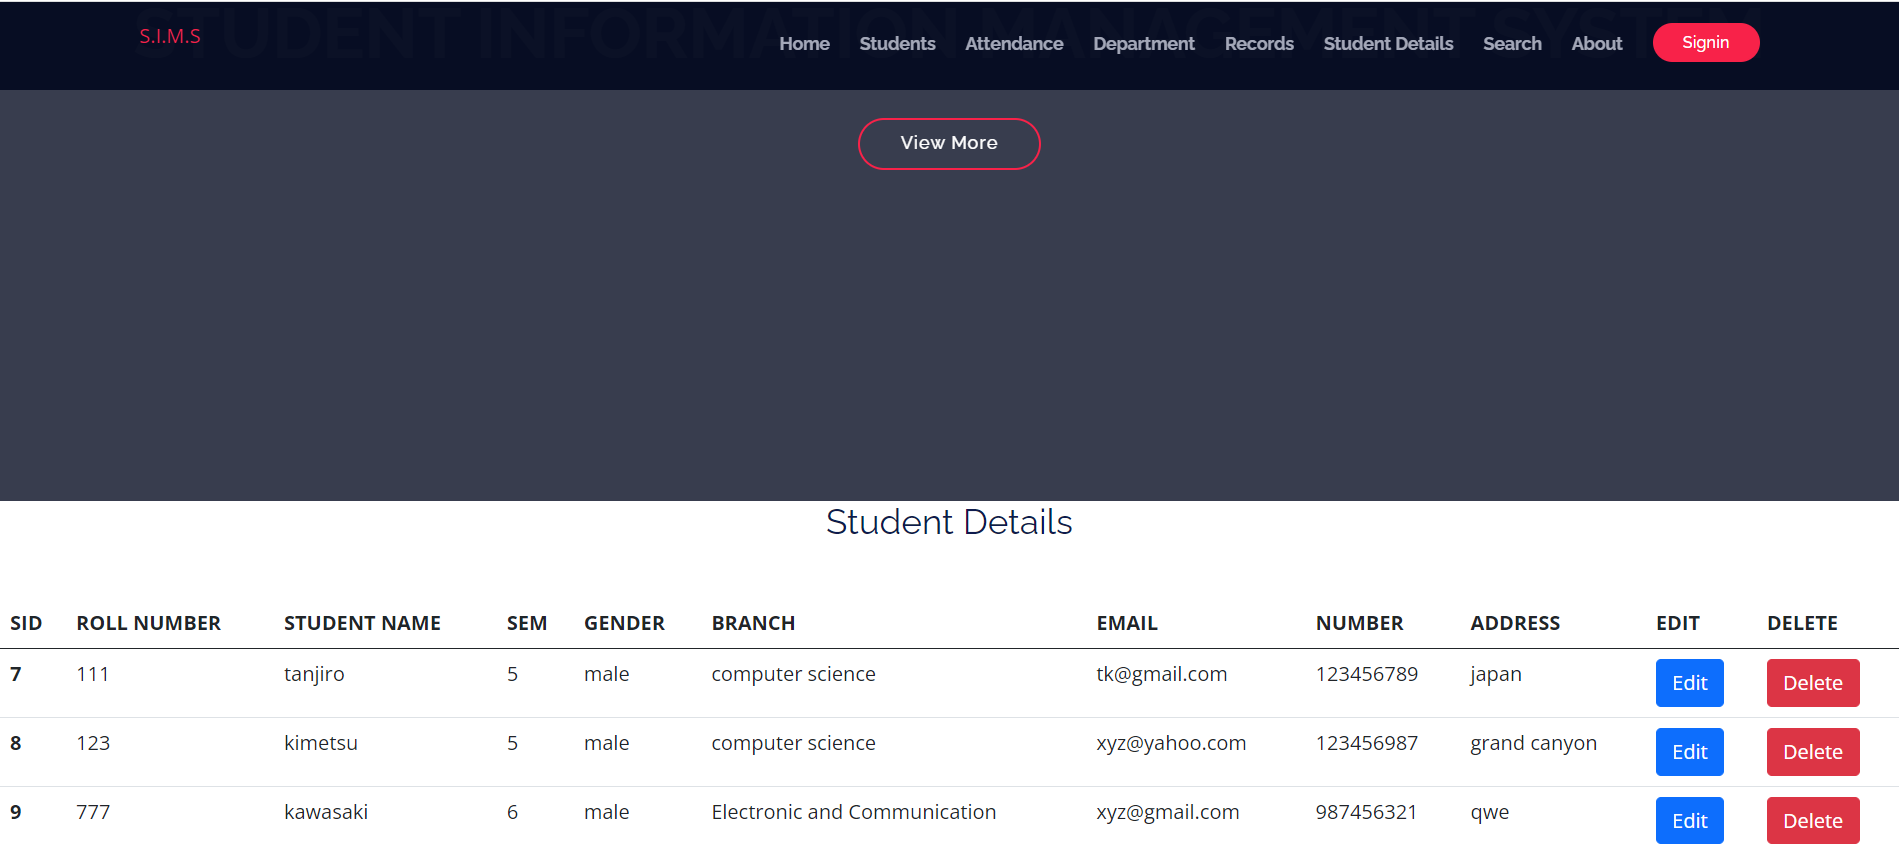 STUDENT INFORMATION MANAGEMENT SYSTEM
S.I.M.S Home Students Attendance Department Records Student Details Search About Signin
View More
Student Details
SID ROLL NUMBER STUDENT NAME SEM GENDER BRANCH EMAIL NUMBER ADDRESS EDIT DELETE
7 111 tanjiro 5 male computer science tk@gmail.com 123456789 japan Edit Delete
8 123 kimetsu 5 male computer science xyz@yahoo.com 123456987 grand canyon Edit Delete
9 777 kawasaki 6 male Electronic and Communication xyz@gmail.com 987456321 qwe Edit Delete